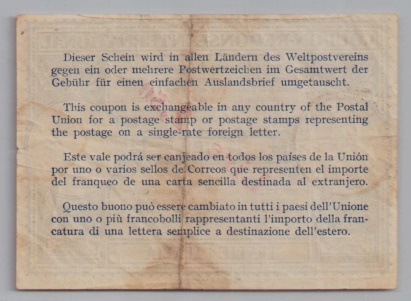 Dieser Schein wird in allen Ländern des Weltpostvereins
gegen ein oder mehrere Postwertzeichen im Gesamtwert der
Gebühr für einen einfachen Auslandsbrief umgetauscht.
This coupon is exchangeable in any country of the Postal
Union for a postage stamp or postage stamps representing
the postage on a single-rate foreign letter.
Este vale podrá ser canjeado en todos los países de la Unión
por uno o varios sellos de Correos que representen el importe
del franqueo de una carta sencilla destinada al extranjero.
Questo buono può essere cambiato in tutti i paesi dell'Unione
con uno o più francobolli rappresentanti l'importo della fran-
catura di una lettera semplice a destinazione dell'estero.